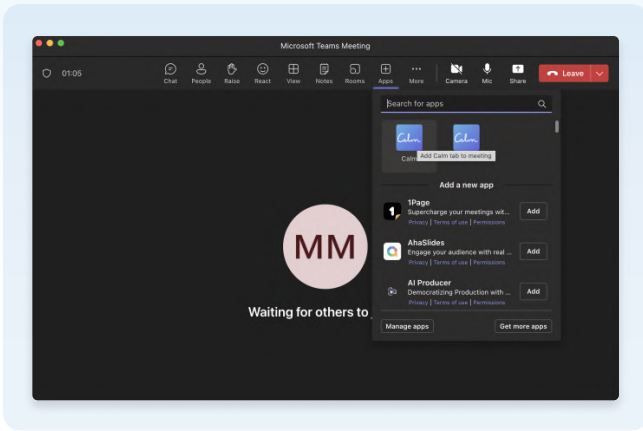 Microsoft Teams Meeting
01:05
Chat People Raise React View Notes Rooms Apps More Camera Mic Share Leave
Search for apps
Calm Calm
Calm
Add Calm tab to meeting
Add a new app
1Page
Supercharge your meetings wit...
Privacy | Terms of use | Permissions
Add
AhaSlides
Engage your audience with real ...
Privacy | Terms of use | Permissions
Add
AI Producer
Democratizing Production with ...
Privacy | Terms of use | Permissions
Add
MM
Waiting for others to
Manage apps
Get more apps